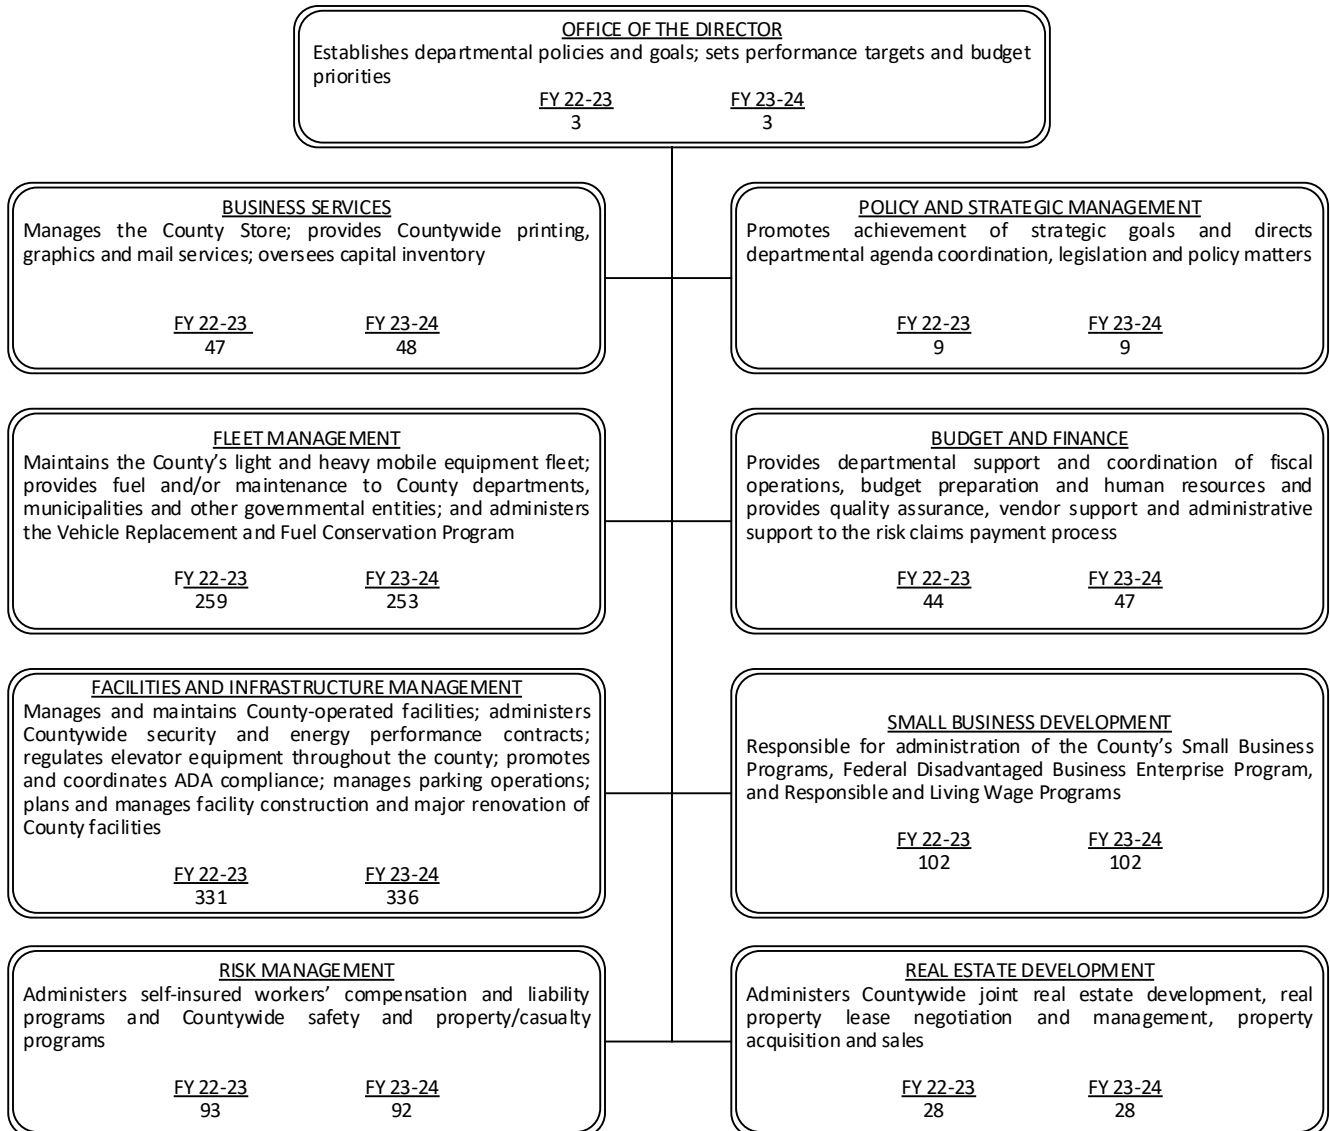 OFFICE OF THE DIRECTOR
Establishes departmental policies and goals; sets performance targets and budget
priorities
FY 22-23 FY 23-24
3 3
BUSINESS SERVICES
Manages the County Store; provides Countywide printing,
graphics and mail services; oversees capital inventory
FY 22-23 FY 23-24
47 48
POLICY AND STRATEGIC MANAGEMENT
Promotes achievement of strategic goals and directs
departmental agenda coordination, legislation and policy matters
FY 22-23 FY 23-24
9 9
FLEET MANAGEMENT
Maintains the County’s light and heavy mobile equipment fleet;
provides fuel and/or maintenance to County departments,
municipalities and other governmental entities; and administers
the Vehicle Replacement and Fuel Conservation Program
FY 22-23 FY 23-24
259 253
BUDGET AND FINANCE
Provides departmental support and coordination of fiscal
operations, budget preparation and human resources and
provides quality assurance, vendor support and administrative
support to the risk claims payment process
FY 22-23 FY 23-24
44 47
FACILITIES AND INFRASTRUCTURE MANAGEMENT
Manages and maintains County-operated facilities; administers
Countywide security and energy performance contracts;
regulates elevator equipment throughout the county; promotes
and coordinates ADA compliance; manages parking operations;
plans and manages facility construction and major renovation of
County facilities
FY 22-23 FY 23-24
331 336
SMALL BUSINESS DEVELOPMENT
Responsible for administration of the County’s Small Business
Programs, Federal Disadvantaged Business Enterprise Program,
and Responsible and Living Wage Programs
FY 22-23 FY 23-24
102 102
RISK MANAGEMENT
Administers self-insured workers’ compensation and liability
programs and Countywide safety and property/casualty
programs
FY 22-23 FY 23-24
93 92
REAL ESTATE DEVELOPMENT
Administers Countywide joint real estate development, real
property lease negotiation and management, property
acquisition and sales
FY 22-23 FY 23-24
28 28